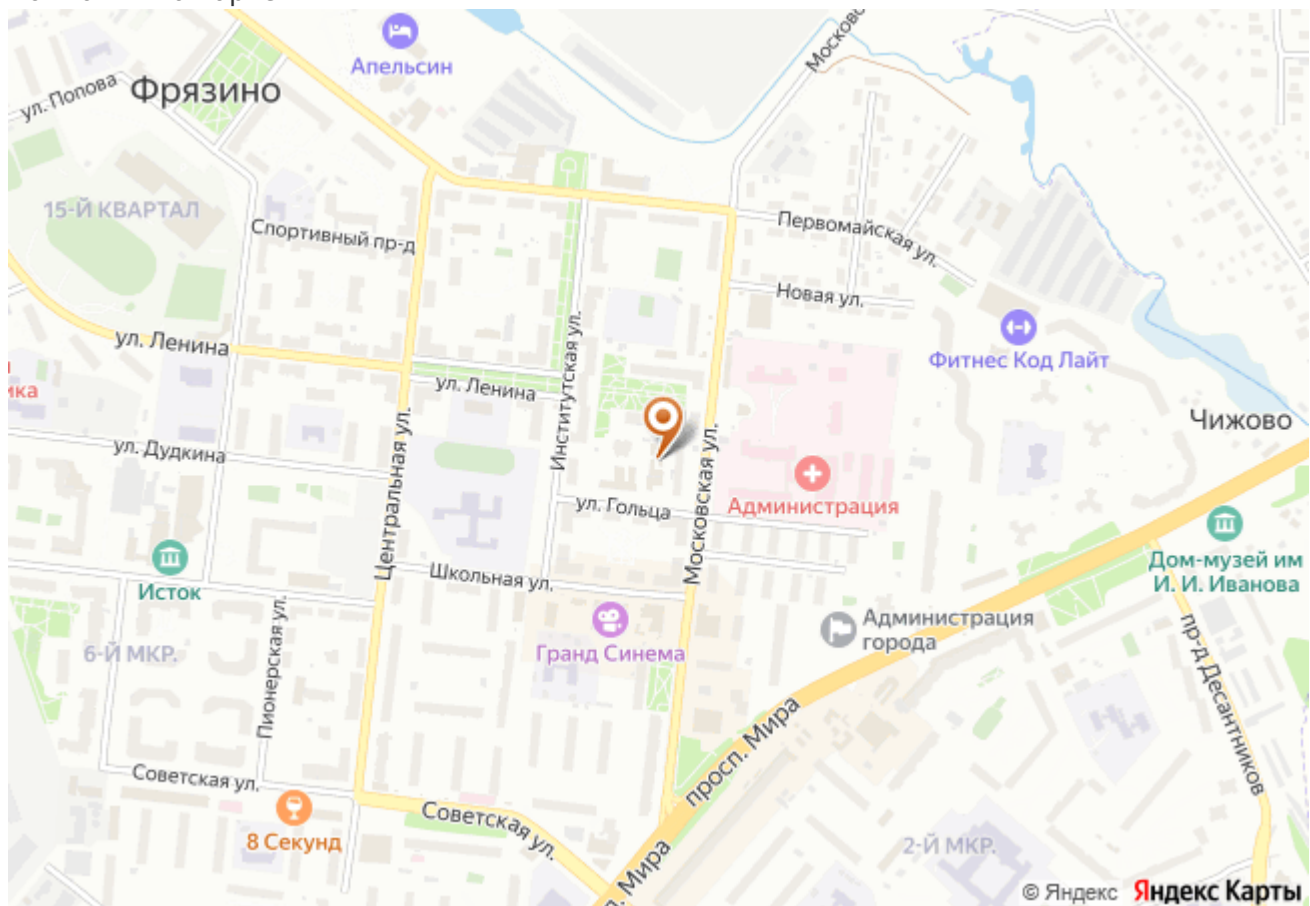 Апельсин
Московс
ул. Попова
Фрязино
15-Й КВАРТАЛ
Спортивный пр-д
Первомайская ул.
Новая ул.
Фитнес Код Лайт
ул. Ленина
ул. Ленина
Институтская ул.
Чижово
ика
ул. Дудкина
Центральная ул.
Московская ул.
ул. Гольца
Администрация
Исток
Школьная ул.
Дом-музей им
И. И. Иванова
Гранд Синема
Администрация
города
6-Й МКР.
Пионерская ул.
пр-д Десантников
просп. Мира
Советская ул.
8 Секунд
Советская ул.
2-Й МКР.
п. Мира
© Яндекс Яндекс Карты